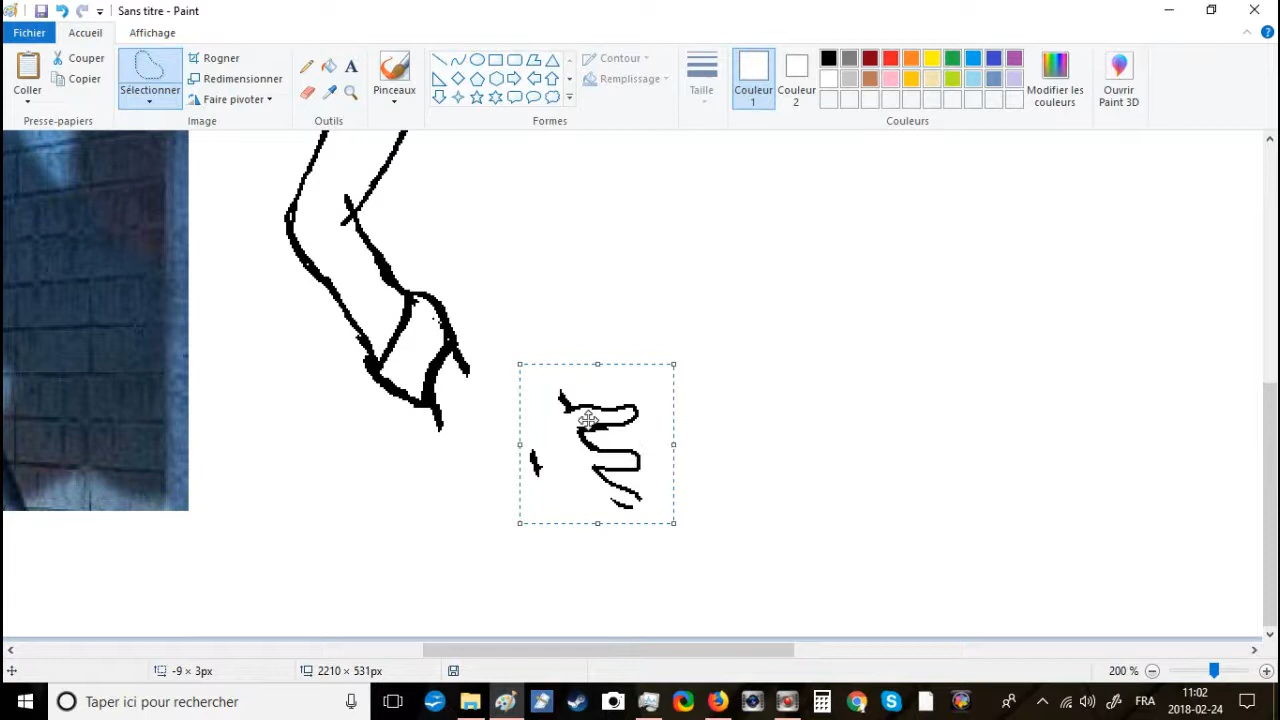 Sans titre - Paint
Fichier
Accueil
Affichage
Coller
Couper
Copier
Presse-papiers
Sélectionner
Rogner
Redimensionner
Faire pivoter
Image
A
Outils
Pinceaux
Formes
Contour
Remplissage
Taille
Couleur
1
Couleur
2
Modifier les
couleurs
Couleurs
Ouvrir
Paint 3D
-9 × 3px
2210 × 531px
200 %
Taper ici pour rechercher
FRA
11:02
2018-02-24